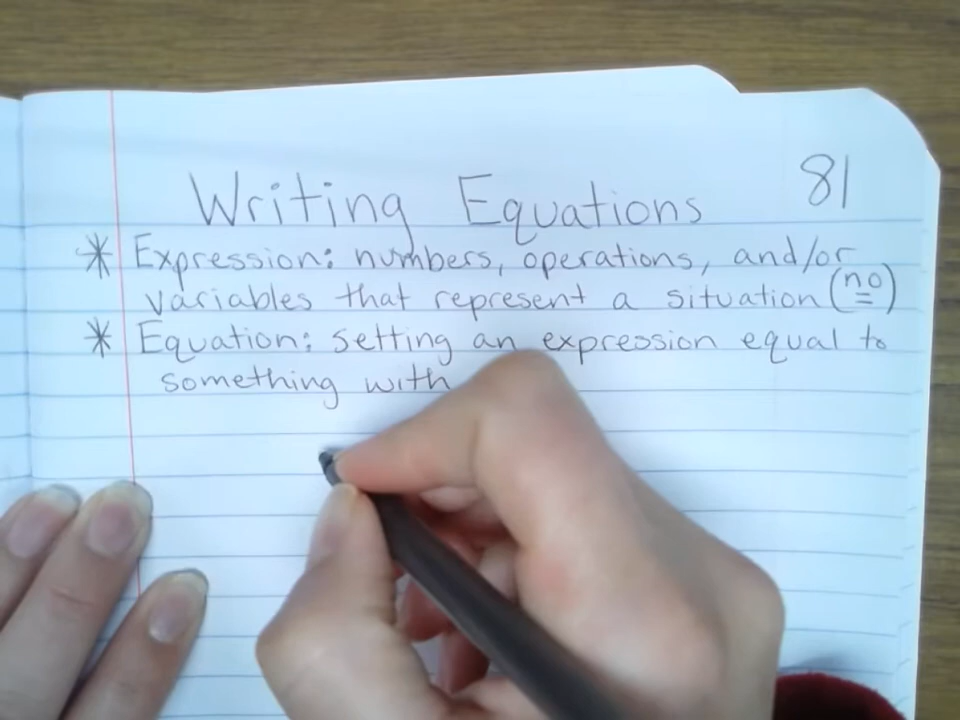 Writing Equations 81
* Expression: numbers, operations, and/or
variables that represent a situation (no =)
* Equation: setting an expression equal to
something with